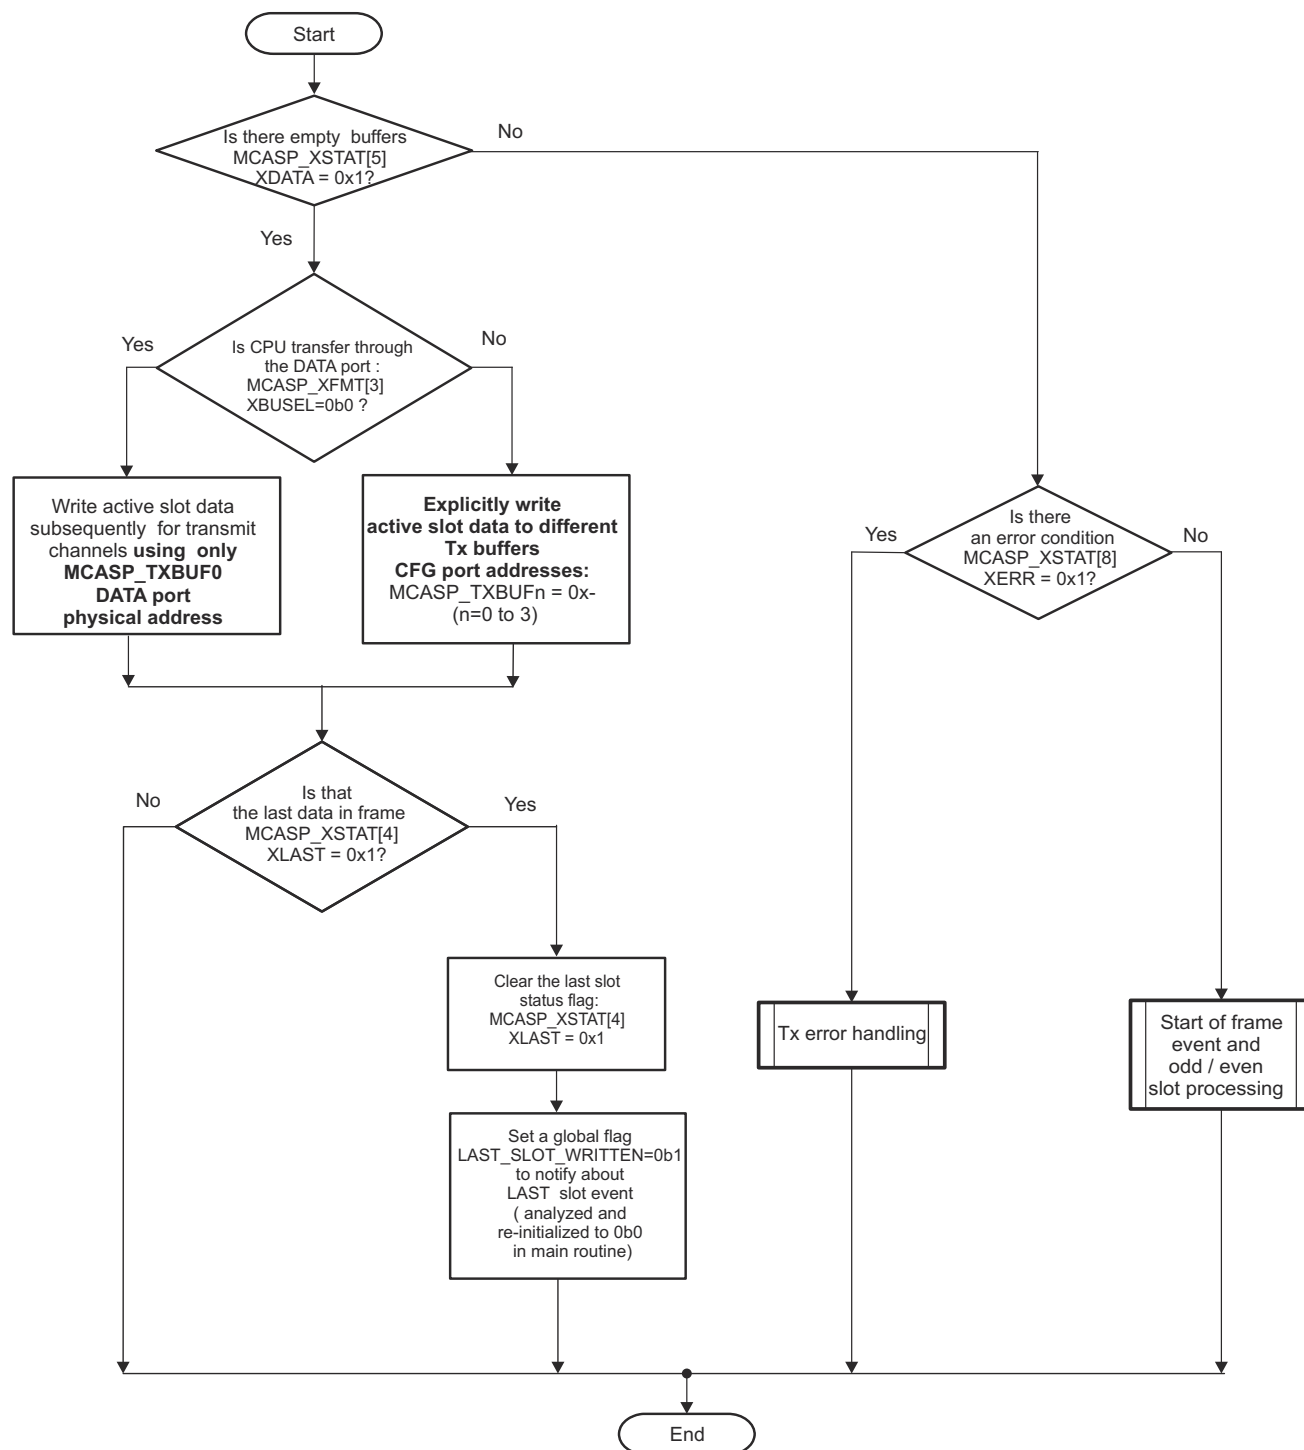 Start
Is there empty buffers
MCASP_XSTAT[5]
XDATA = 0x1?
No
Yes
Is CPU transfer through
the DATA port :
MCASP_XFMT[3]
XBUSEL=0b0 ?
Yes
No
Write active slot data
subsequently for transmit
channels using only
MCASP_TXBUF0
DATA port
physical address
Explicitly write
active slot data to different
Tx buffers
CFG port addresses:
MCASP_TXBUFn = 0x-
(n=0 to 3)
Is there
an error condition
MCASP_XSTAT[8]
XERR = 0x1?
Yes
No
Is that
the last data in frame
MCASP_XSTAT[4]
XLAST = 0x1?
No
Yes
Clear the last slot
status flag:
MCASP_XSTAT[4]
XLAST = 0x1
Tx error handling
Start of frame
event and
odd / even
slot processing
Set a global flag
LAST_SLOT_WRITTEN=0b1
to notify about
LAST slot event
( analyzed and
re-initialized to 0b0
in main routine)
End